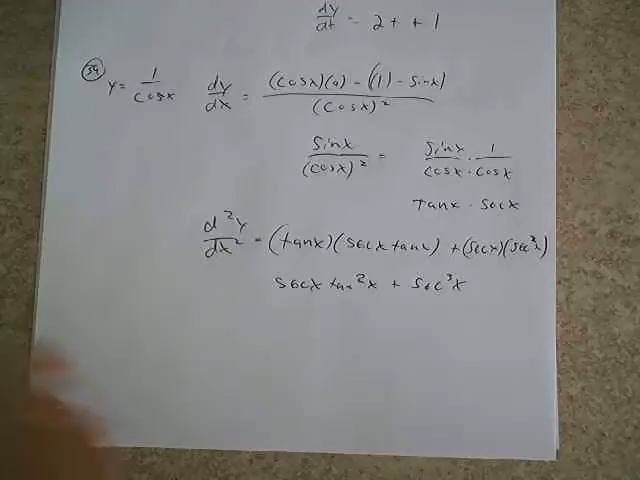 dy/dt = 2t + 1
34 y = 1/cosx dy/dx = (cosx)(0) - (1)-sinx)/(cosx)²
sinx/(cosx)² = sinx/cosx · 1/cosx
tanx · secx
d²y/dx² = (tanx)(secx tanx) + (secx)(sec²x)
secx tan²x + sec³x